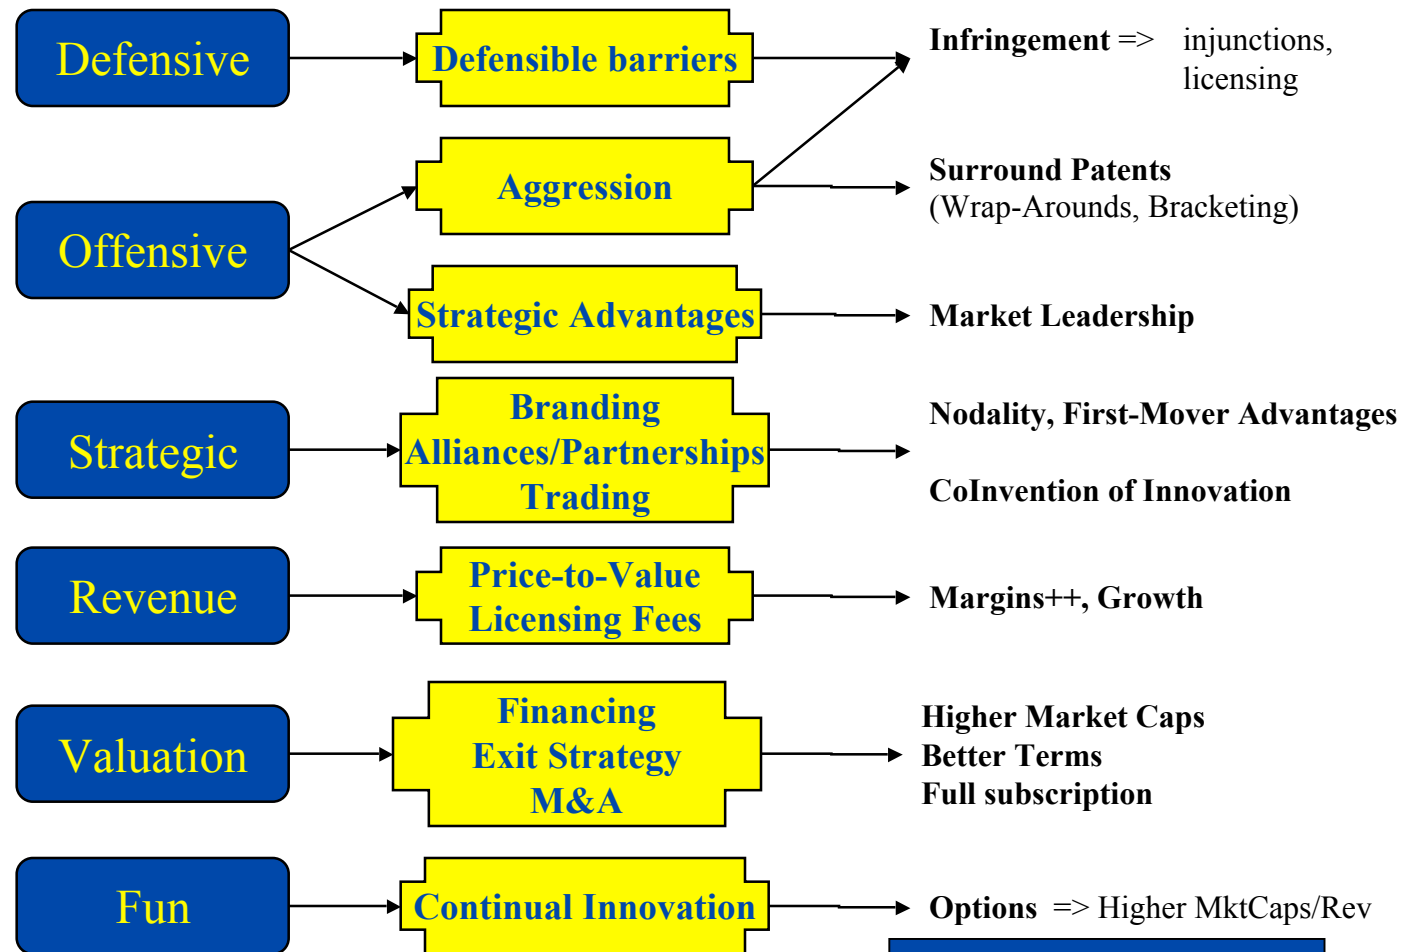 Defensive
Defensible barriers
Infringement => injunctions,
licensing
Offensive
Aggression
Surround Patents
(Wrap-Arounds, Bracketing)
Strategic Advantages
Market Leadership
Strategic
Branding
Alliances/Partnerships
Trading
Nodality, First-Mover Advantages
CoInvention of Innovation
Revenue
Price-to-Value
Licensing Fees
Margins++, Growth
Valuation
Financing
Exit Strategy
M&A
Higher Market Caps
Better Terms
Full subscription
Fun
Continual Innovation
Options => Higher MktCaps/Rev